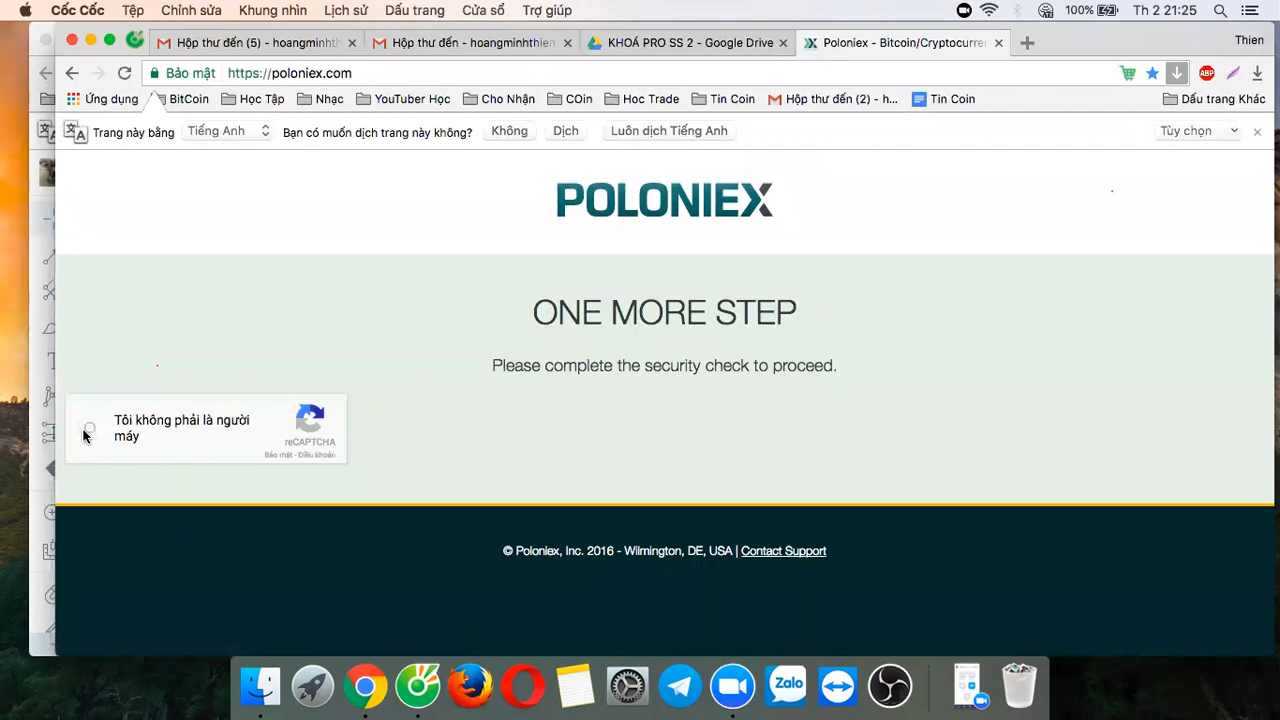 Cốc Cốc Tệp Chỉnh sửa Khung nhìn Lịch sử Dấu trang Cửa sổ Trợ giúp 100% Th 2 21:25
Hộp thư đến (5) - hoangminhth Hộp thư đến - hoangminhthien KHOÁ PRO SS 2 - Google Drive Poloniex - Bitcoin/Cryptocurre Thien
Bảo mật https://poloniex.com ABP
Ứng dụng BitCoin Học Tập Nhạc YouTuber Học Cho Nhận COin Hoc Trade Tin Coin Hộp thư đến (2) - h... Tin Coin Dấu trang Khác
Trang này bằng Tiếng Anh Bạn có muốn dịch trang này không? Không Dịch Luôn dịch Tiếng Anh Tùy chọn
POLONIEX
ONE MORE STEP
Please complete the security check to proceed.
Tôi không phải là người
máy
reCAPTCHA
Bảo mật - Điều khoản
© Poloniex, Inc. 2016 - Wilmington, DE, USA | Contact Support
Zalo